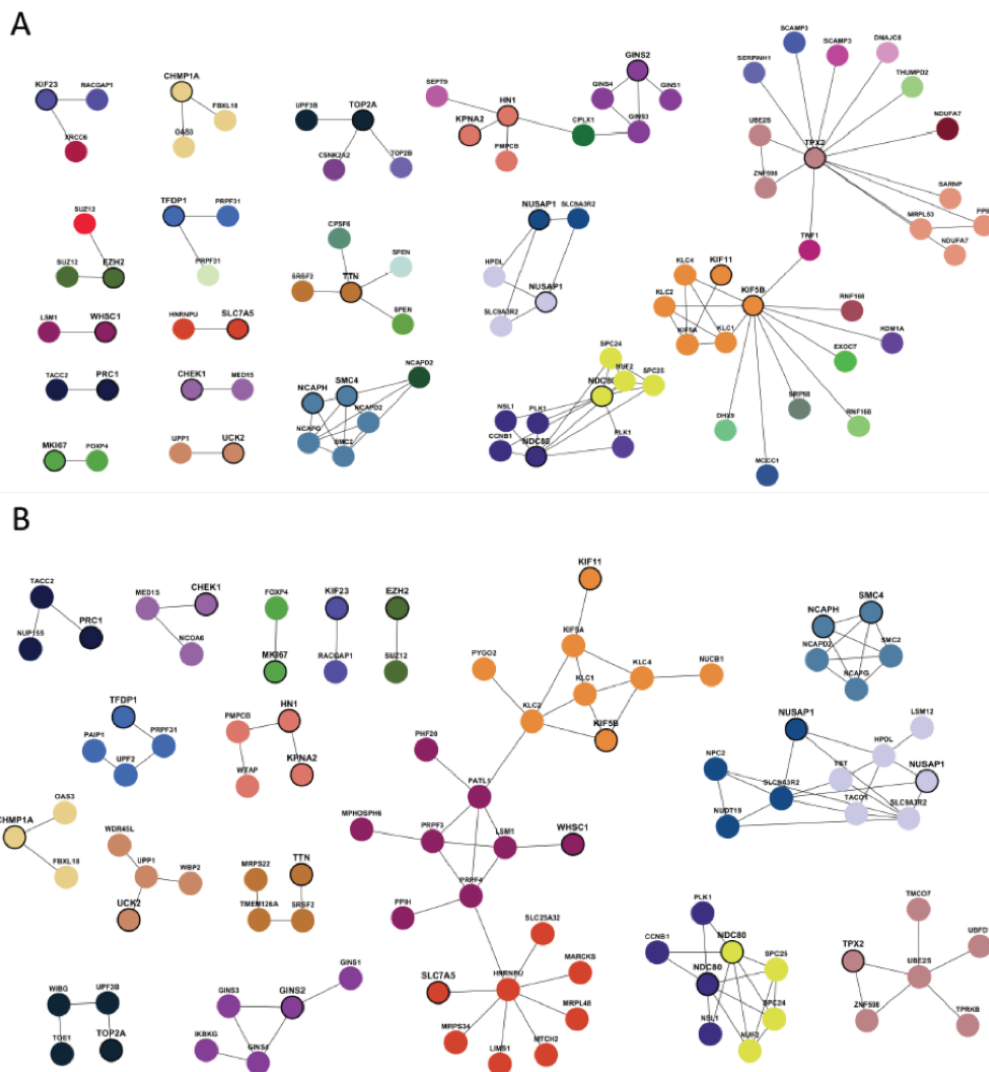 A
SCAMP3
SCAMP3
DNAJC8
SERPINH1
THUMPD2
CHMP1A
GINS2
KIF23
RACGAP1
UPF3B
TOP2A
SEPT9
HN1
GINS4
GINS1
FBXL18
KPNA2
CPLX1
GINS3
UBE2S
NDUFA7
XRCC6
OAS3
PMPCB
TPX2
CSNK2A2
TOP2B
ZNF598
SARNP
SUZ12
TFDP1
PRPF31
NUSAP1
SLC9A3R2
MRPL53
CPSF6
TWF1
NDUFA7
SUZ12
EZH2
PRPF31
SRSF2
TTN
SPEN
HPDL
NUSAP1
KLC4
KIF11
SPEN
SLC9A3R2
KLC2
KIF5B
LSM1
WHSC1
HNRNPU
SLC7A5
KIF5A
KLC1
RNF168
KDM1A
SPC24
NUF2
EXOC7
TACC2
PRC1
CHEK1
MED15
NCAPH
SMC4
NCAPD2
NDC80
SPC25
SRP68
NCAPD2
NSL1
PLK1
DHX9
RNF168
MKI67
FOXP4
UPP1
UCK2
NCAPG
SMC2
CCNB1
NDC80
PLK1
MCCC1
B
TACC2
MED15
CHEK1
FOXP4
KIF23
EZH2
KIF11
NUP155
PRC1
NCOA6
MKI67
RACGAP1
SUZ12
KIF5A
NCAPH
SMC4
PYGO2
KLC4
NUCB1
NCAPD2
SMC2
KLC1
NCAPG
TFDP1
PMPCB
HN1
KLC2
KIF5B
PAIP1
PRPF31
UPF2
WTAP
KPNA2
PHF20
NUSAP1
LSM12
NPC2
HPDL
SLC9A3R2
NUSAP1
OAS3
PATL1
NUDT19
TACO1
SLC9A3R2
CHMP1A
WDR45L
MPHOSPH6
PRPF3
LSM1
WHSC1
FBXL18
UPP1
WBP2
MRPS22
TTN
UCK2
TMEM126A
SRSF2
PRPF4
PPIH
SLC25A32
PLK1
TMCO7
CCNB1
NDC80
TPX2
MARCKS
SPC25
UBE2S
WIBG
UPF3B
GINS3
GINS2
GINS1
SLC7A5
HNRNPU
NDC80
MRPL48
SPC24
ZNF598
TPRKB
TOE1
TOP2A
IKBKG
GINS4
MRPS34
LIMS1
MTCH2
NSL1
NUF2